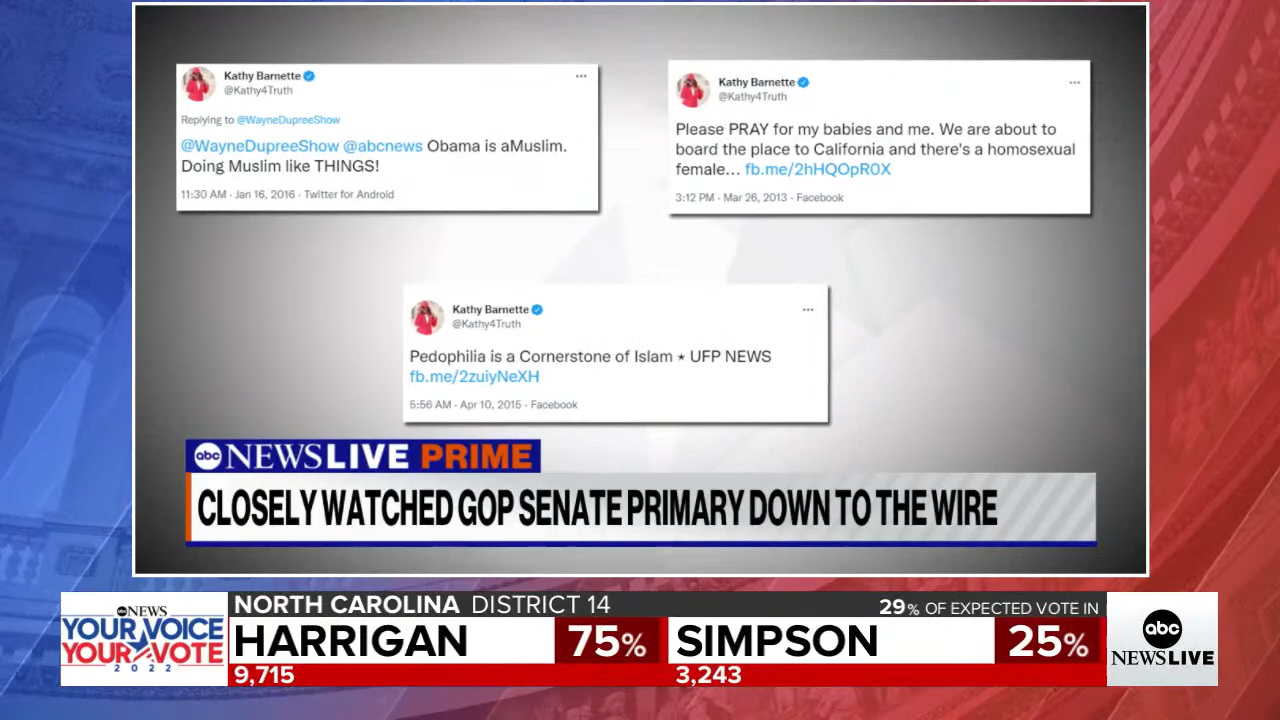 Kathy Barnette
@Kathy4Truth
Replying to @WayneDupreeShow
@WayneDupreeShow @abcnews Obama is aMuslim.
Doing Muslim like THINGS!
11:30 AM · Jan 16, 2016 · Twitter for Android
Kathy Barnette
@Kathy4Truth
Please PRAY for my babies and me. We are about to
board the place to California and there's a homosexual
female... fb.me/2hHQOpR0X
3:12 PM · Mar 26, 2013 · Facebook
Kathy Barnette
@Kathy4Truth
Pedophilia is a Cornerstone of Islam ⋆ UFP NEWS
fb.me/2zuiyNeXH
5:56 AM · Apr 10, 2015 · Facebook
abc NEWS LIVE PRIME
CLOSELY WATCHED GOP SENATE PRIMARY DOWN TO THE WIRE
abc NEWS
YOUR VOICE
YOUR VOTE
2022
NORTH CAROLINA DISTRICT 14
29% OF EXPECTED VOTE IN
HARRIGAN 75% SIMPSON 25%
9,715 3,243
abc
NEWS LIVE